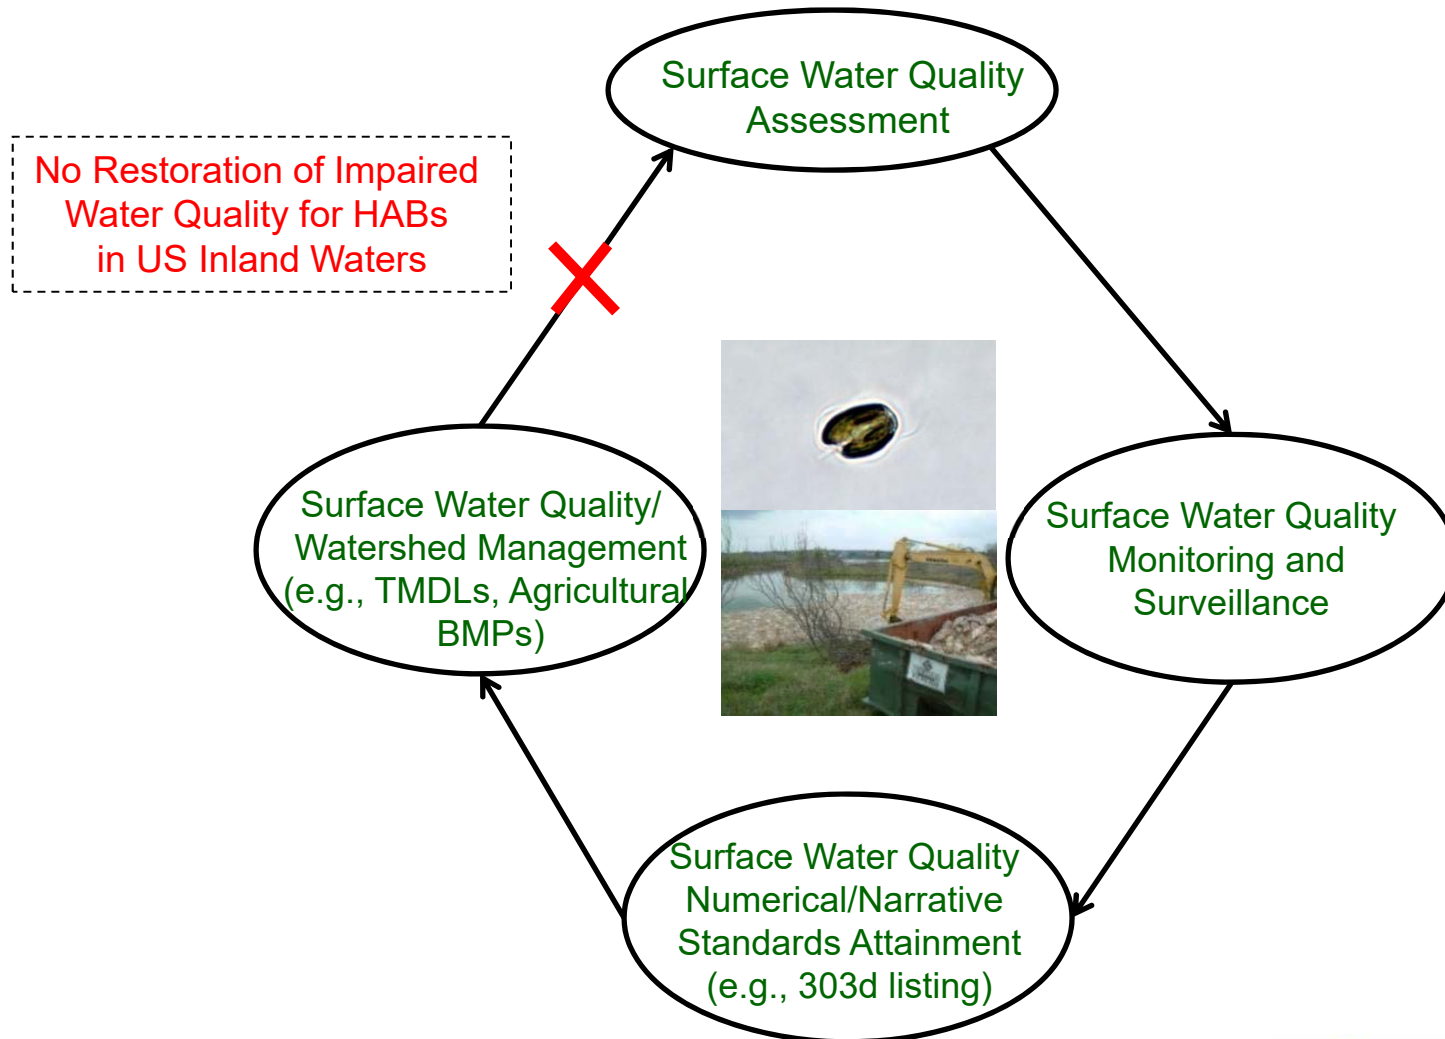 Surface Water Quality
Assessment
No Restoration of Impaired
Water Quality for HABs
in US Inland Waters
Surface Water Quality/
Watershed Management
(e.g., TMDLs, Agricultural
BMPs)
Surface Water Quality
Monitoring and
Surveillance
Surface Water Quality
Numerical/Narrative
Standards Attainment
(e.g., 303d listing)